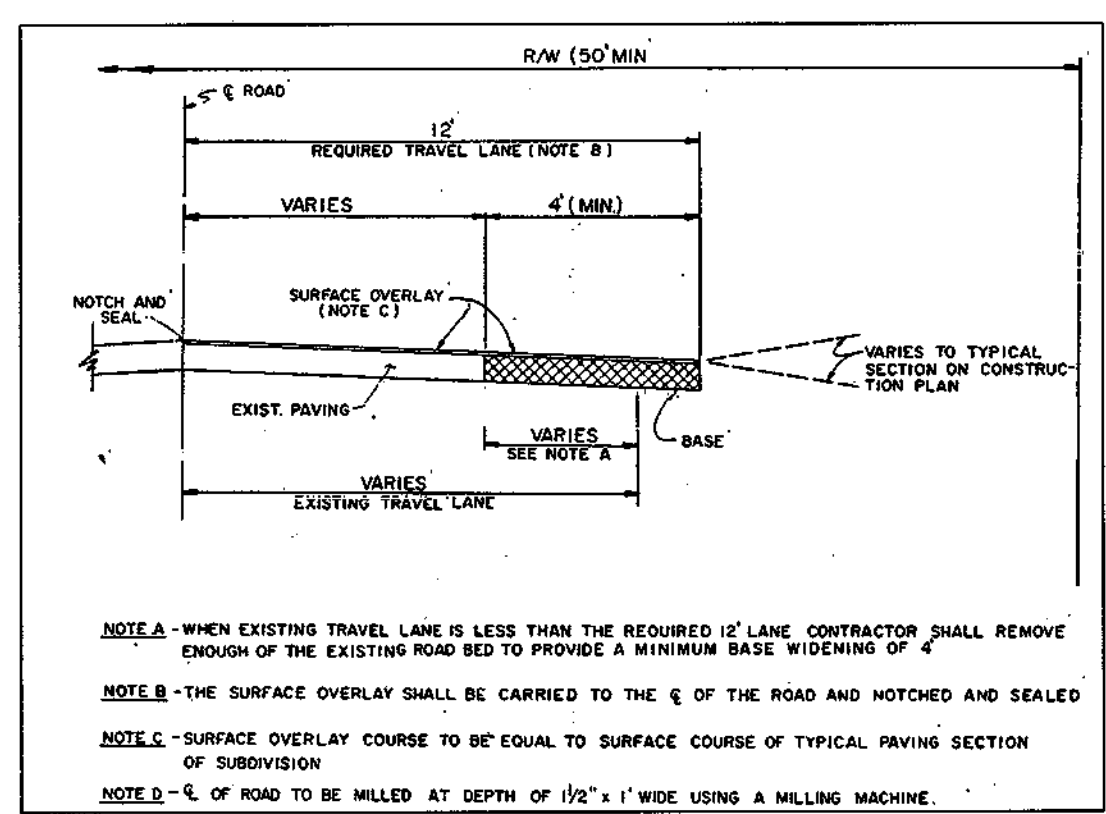 R/W (50' MIN
℄ ROAD
12'
REQUIRED TRAVEL LANE (NOTE B)
VARIES
4' (MIN.)
NOTCH AND
SEAL
SURFACE OVERLAY
(NOTE C)
VARIES TO TYPICAL
SECTION ON CONSTRUC-
TION PLAN
EXIST. PAVING
BASE
VARIES
SEE NOTE A
VARIES
EXISTING TRAVEL LANE
NOTE A - WHEN EXISTING TRAVEL LANE IS LESS THAN THE REQUIRED 12' LANE CONTRACTOR SHALL REMOVE
ENOUGH OF THE EXISTING ROAD BED TO PROVIDE A MINIMUM BASE WIDENING OF 4'
NOTE B - THE SURFACE OVERLAY SHALL BE CARRIED TO THE ℄ OF THE ROAD AND NOTCHED AND SEALED
NOTE C - SURFACE OVERLAY COURSE TO BE EQUAL TO SURFACE COURSE OF TYPICAL PAVING SECTION
OF SUBDIVISION
NOTE D - ℄ OF ROAD TO BE MILLED AT DEPTH OF 1 1/2" x 1' WIDE USING A MILLING MACHINE.